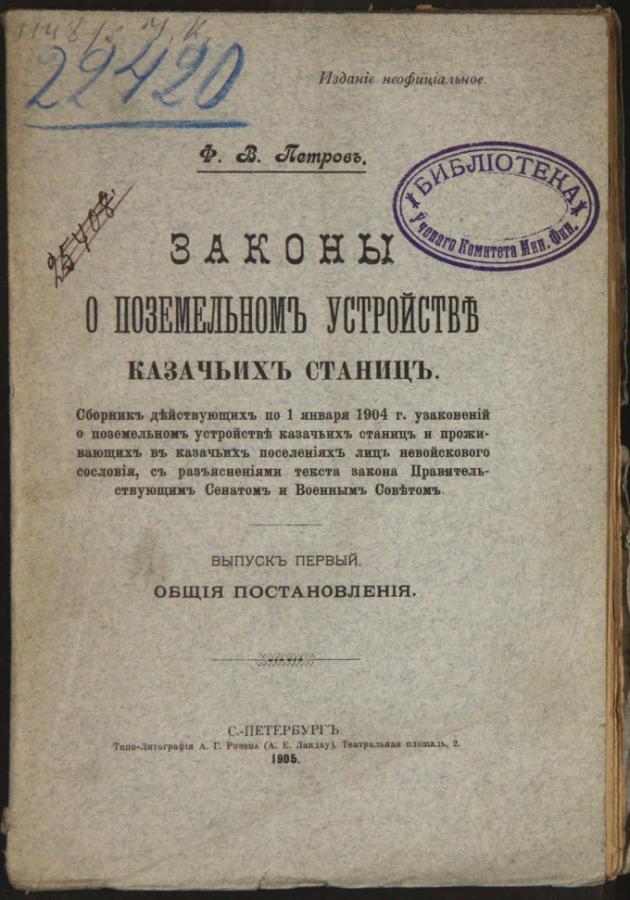 22420
Изданіе неофиціальное.
Ф. В. Петровъ.
БИБЛІОТЕКА
Ученаго Комитета Мин. Фин.
25408
ЗАКОНЫ
О ПОЗЕМЕЛЬНОМЪ УСТРОЙСТВѢ
КАЗАЧЬИХЪ СТАНИЦЪ.
Сборникъ дѣйствующихъ по 1 января 1904 г. узаконеній
о поземельномъ устройствѣ казачьихъ станицъ и прожи-
вающихъ въ казачьихъ поселеніяхъ лицъ невойскового
сословія, съ разъясненіями текста закона Правитель-
ствующимъ Сенатомъ и Военнымъ Совѣтомъ.
ВЫПУСКЪ ПЕРВЫЙ.
ОБЩІЯ ПОСТАНОВЛЕНІЯ.
С.-ПЕТЕРБУРГЪ
Типо-Литографія А. Г. Розена (А. Е. Ландау). Театральная площадь, 2.
1905.